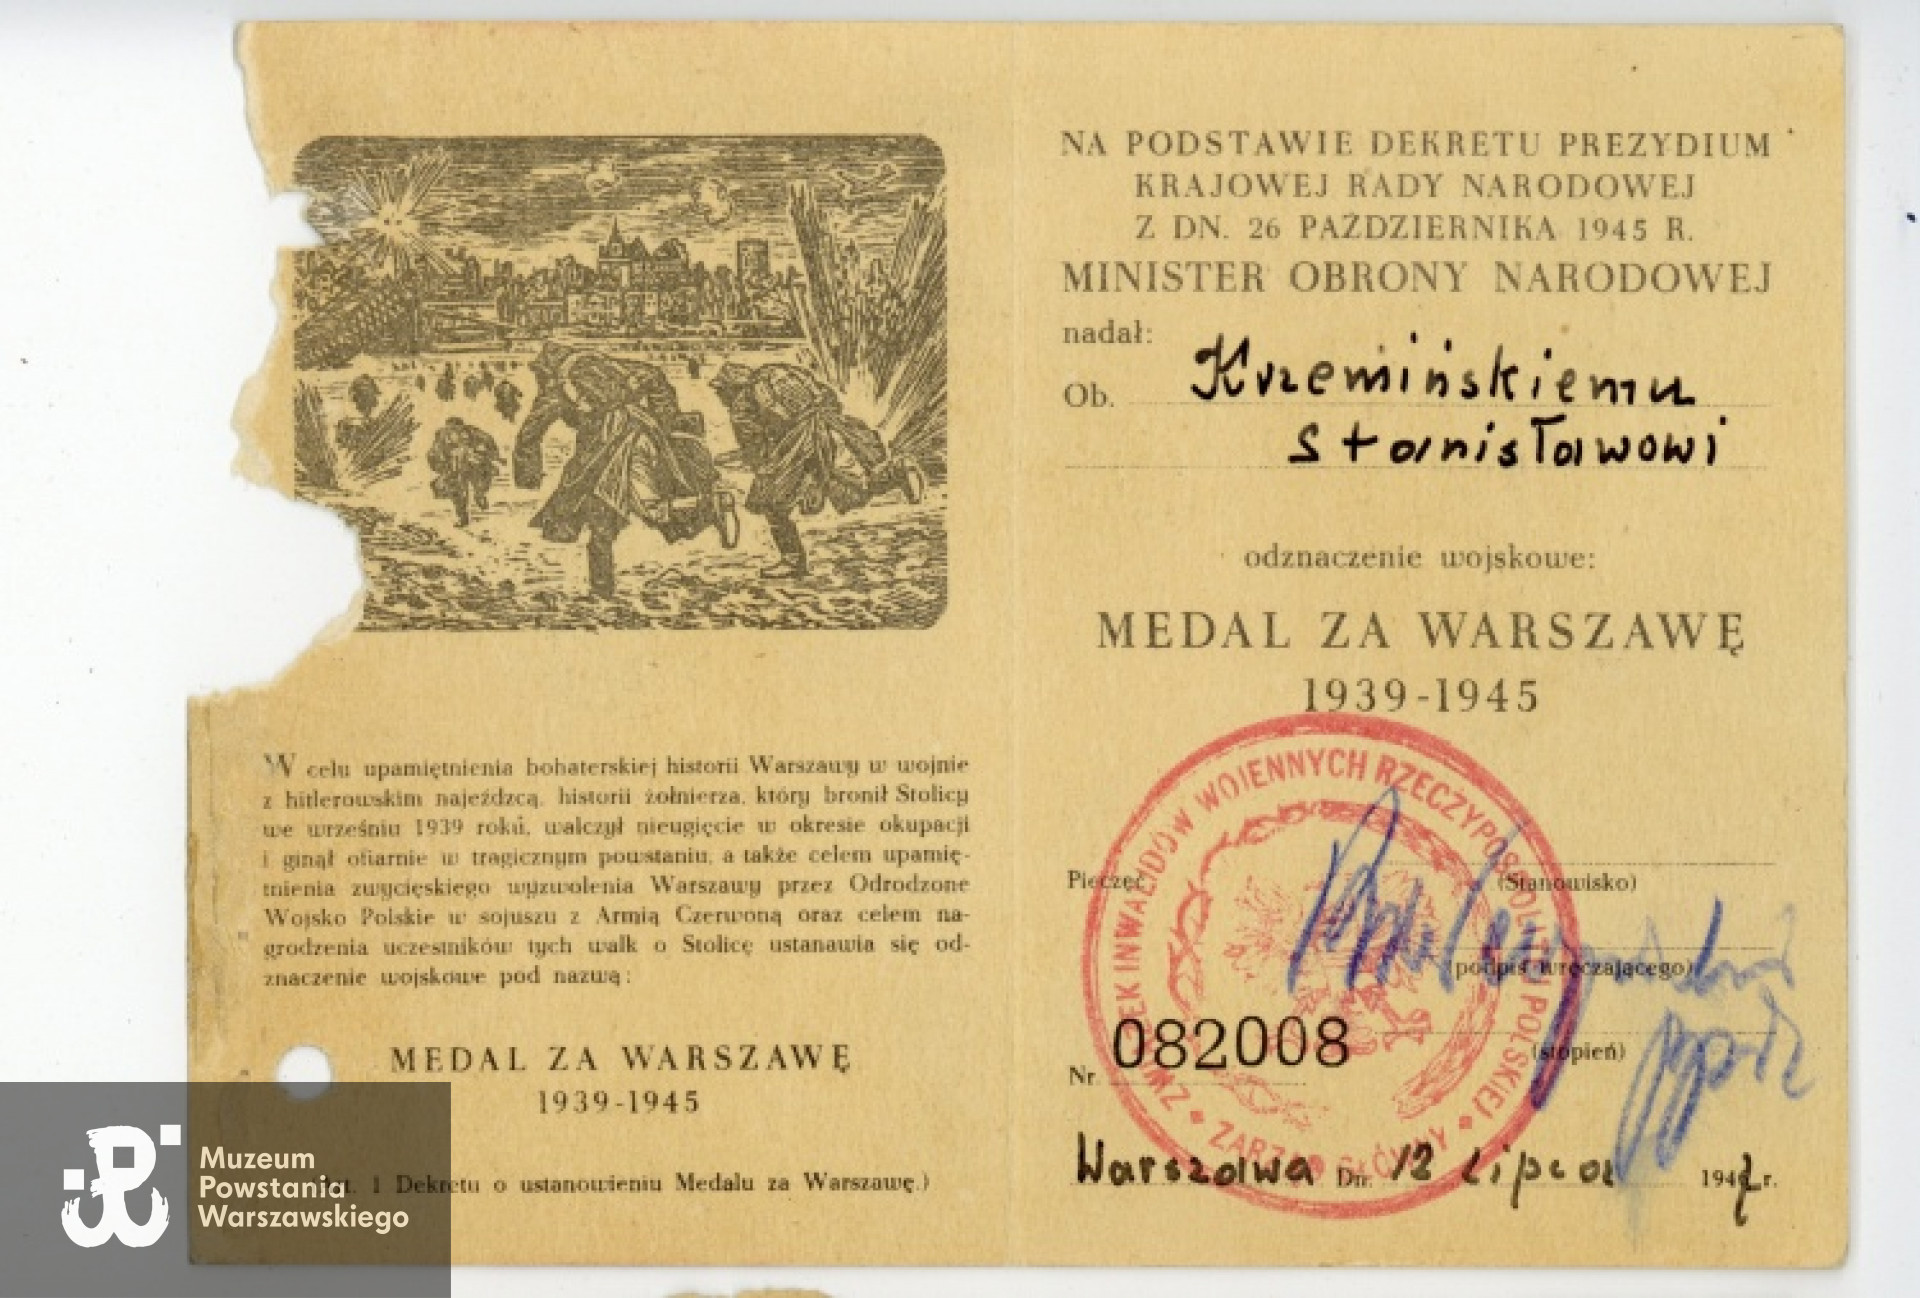 W celu upamiętnienia bohaterskiej historii Warszawy w wojnie
z hitlerowskim najeźdzcą, historii żołnierza, który bronił Stolicy
we wrześniu 1939 roku, walczył nieugięcie w okresie okupacji
i ginął ofiarnie w tragicznym powstaniu, a także celem upamię-
tnienia zwycięskiego wyzwolenia Warszawy przez Odrodzone
Wojsko Polskie w sojuszu z Armią Czerwoną oraz celem na-
grodzenia uczestników tych walk o Stolicę ustanawia się od-
znaczenie wojskowe pod nazwą:
MEDAL ZA WARSZAWĘ
1939-1945
1 Dekretu o ustanowieniu Medalu za Warszawę.)
Muzeum
Powstania
Warszawskiego
NA PODSTAWIE DEKRETU PREZYDIUM
KRAJOWEJ RADY NARODOWEJ
Z DN. 26 PAŹDZIERNIKA 1945 R.
MINISTER OBRONY NARODOWEJ
nadał:
Ob. Krzemińskiemu
Stanisławowi
odznaczenie wojskowe:
MEDAL ZA WARSZAWĘ
1939-1945
INWALIDÓW WOJENNYCH RZECZYPOSPOLITEJ POLSKIEJ
ZARZĄD GŁÓWNY
Pieczęć
(Stanowisko)
(podpis wręczającego)
(stopień)
Nr. 082008
Warszawa Dn. 12 Lipca 1947 r.